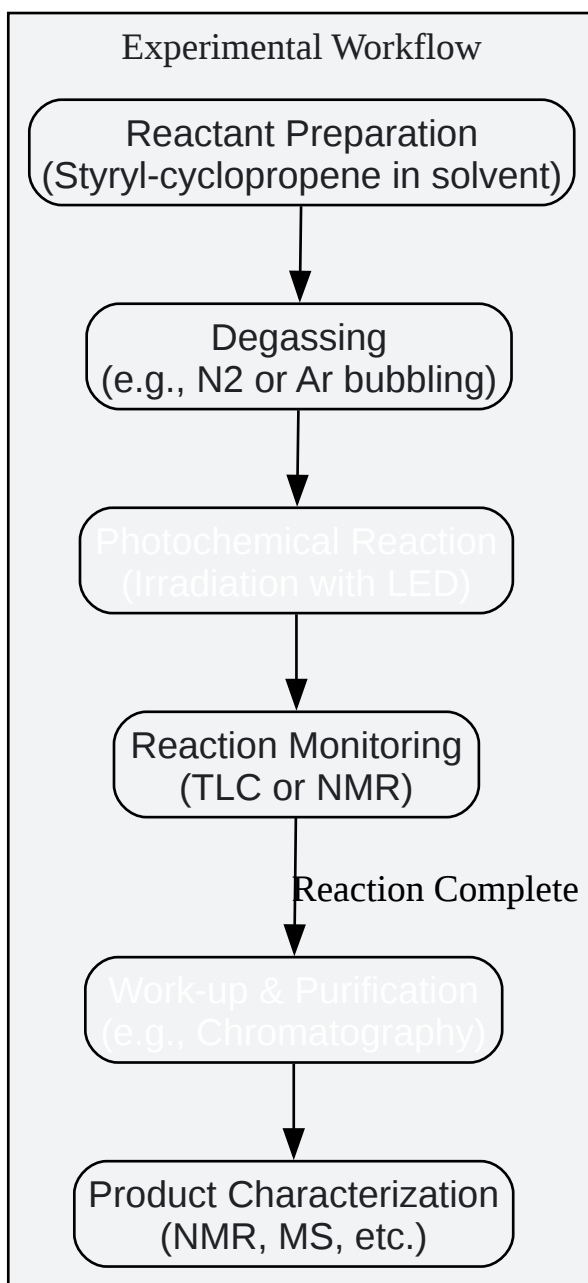 Experimental Workflow
Reactant Preparation
(Styryl-cyclopropene in solvent)
Degassing
(e.g., N2 or Ar bubbling)
Photochemical Reaction
(Irradiation with LED)
Reaction Monitoring
(TLC or NMR)
Reaction Complete
Work-up & Purification
(e.g., Chromatography)
Product Characterization
(NMR, MS, etc.)